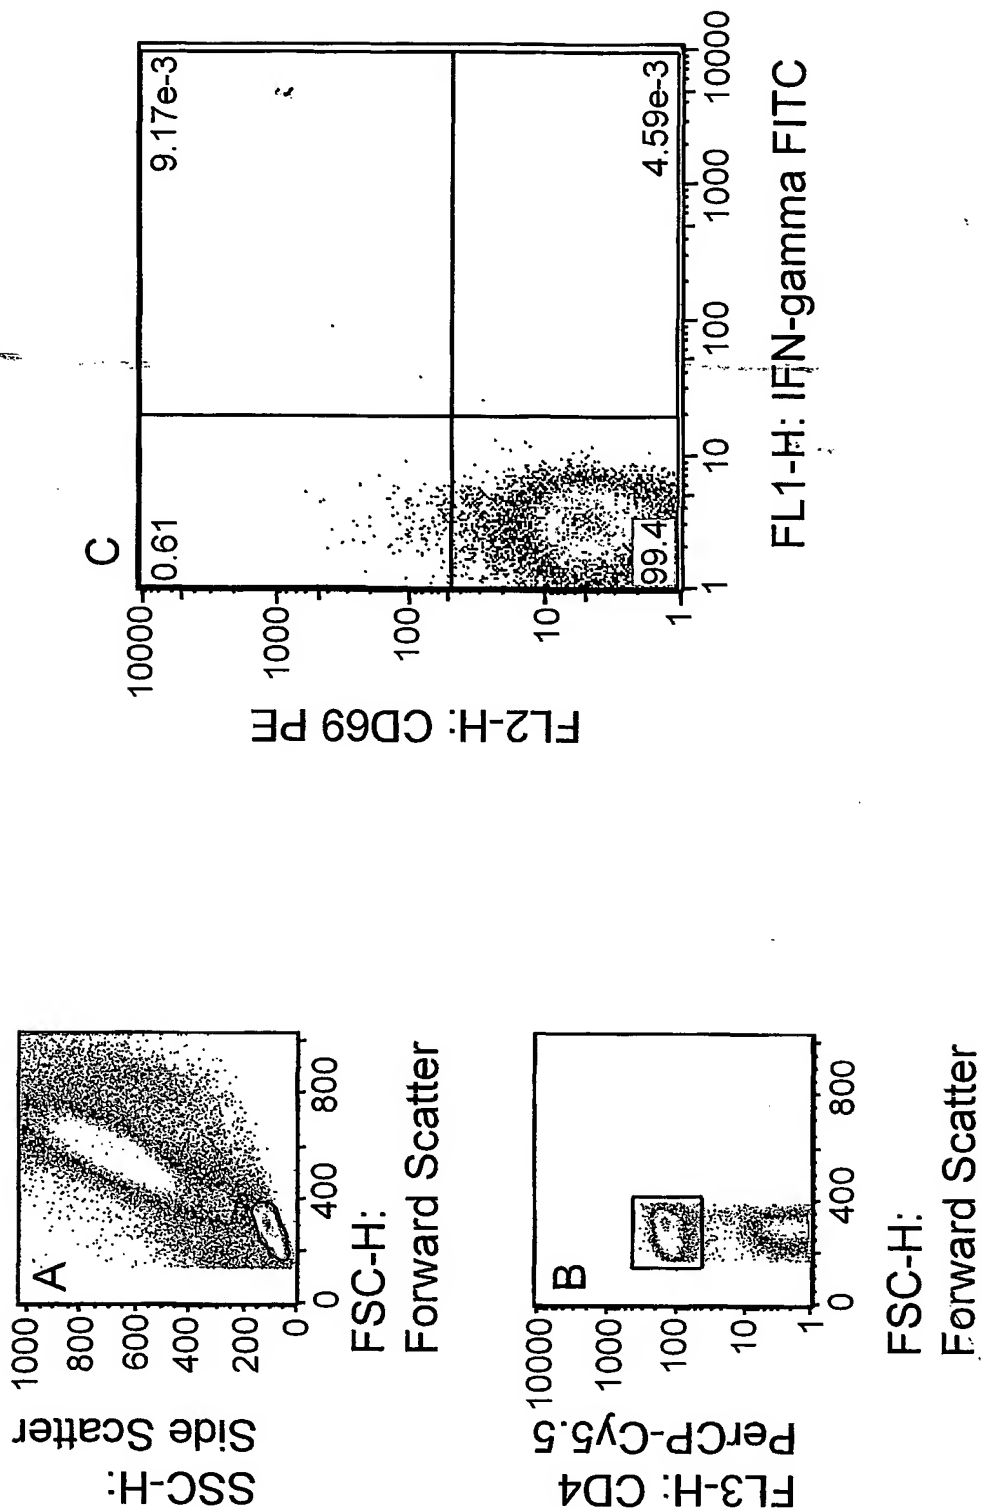 A
1000
800
600
400
200
0
0
400
800
SSC-H:
Side Scatter
FSC-H:
Forward Scatter
B
10000
1000
100
10
1
0
400
800
FL3-H: CD4
PerCP-Cy5.5
FSC-H:
Forward Scatter
C
10000
1000
100
10
1
0.61
9.17e-3
99.4
4.59e-3
1
10
100
1000
10000
FL2-H: CD69 PE
FL1-H: IFN-gamma FITC